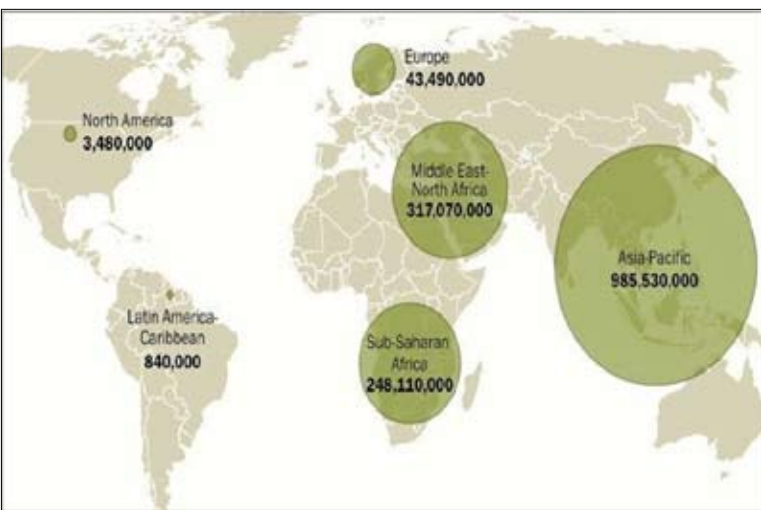 Europe
43,490,000
North America
3,480,000
Middle East-
North Africa
317,070,000
Asia-Pacific
985,530,000
Latin America-
Caribbean
840,000
Sub-Saharan
Africa
248,110,000